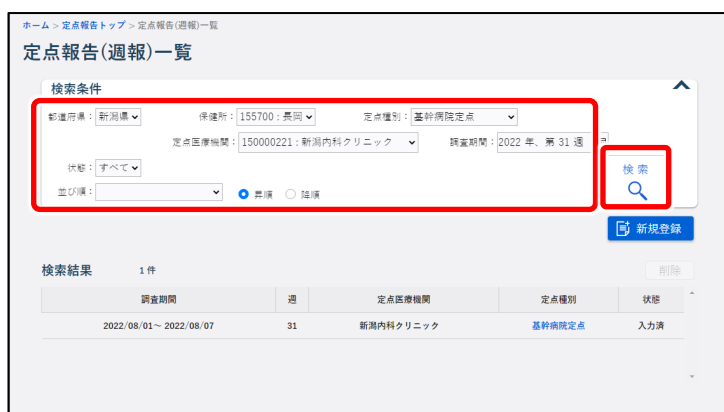 ホーム > 定点報告トップ > 定点報告(週報)一覧
定点報告(週報)一覧
検索条件
都道府県： 新潟県 保健所： 155700：長岡 定点種別： 基幹病院定点
定点医療機関： 150000221：新潟内科クリニック 調査期間： 2022 年、第 31 週
状態： すべて
検索
並び順： 昇順 降順
新規登録
検索結果 1 件 削除
調査期間 週 定点医療機関 定点種別 状態
2022/08/01～ 2022/08/07 31 新潟内科クリニック 基幹病院定点 入力済